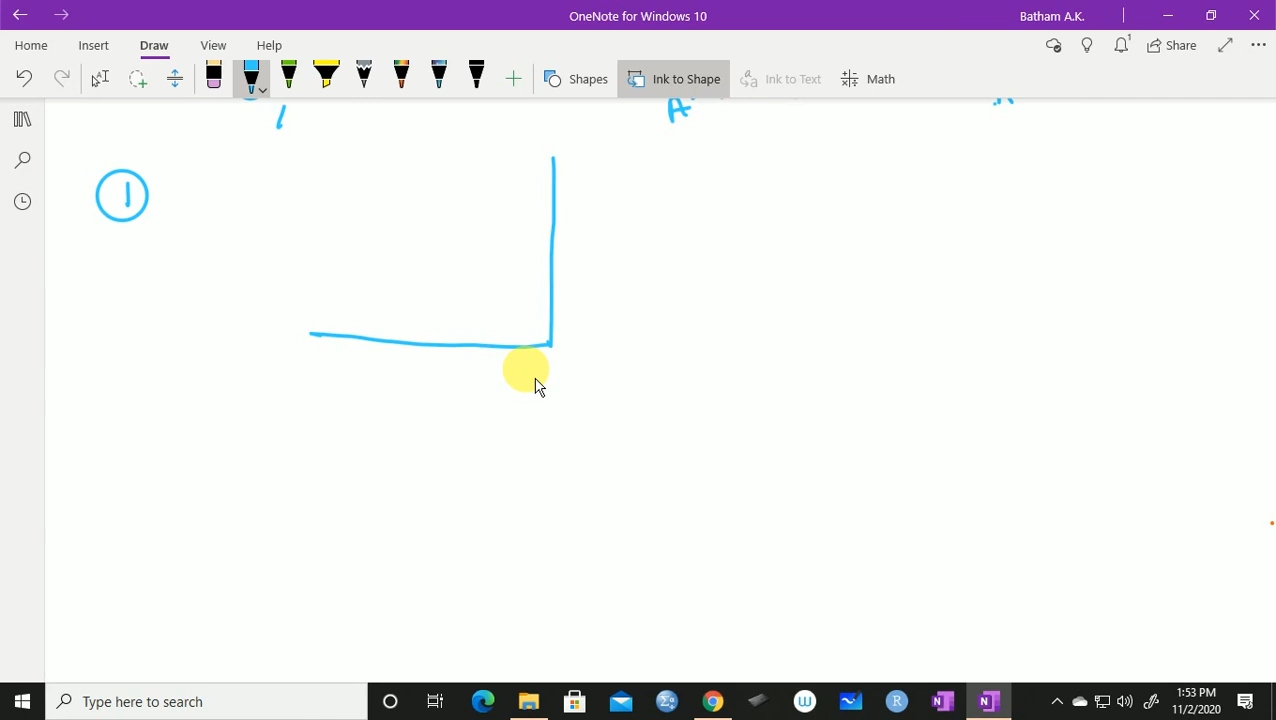 OneNote for Windows 10
Batham A.K.
Home Insert Draw View Help
1
Share
Shapes
Ink to Shape
Ink to Text
Math
A
1
Type here to search
1:53 PM
11/2/2020